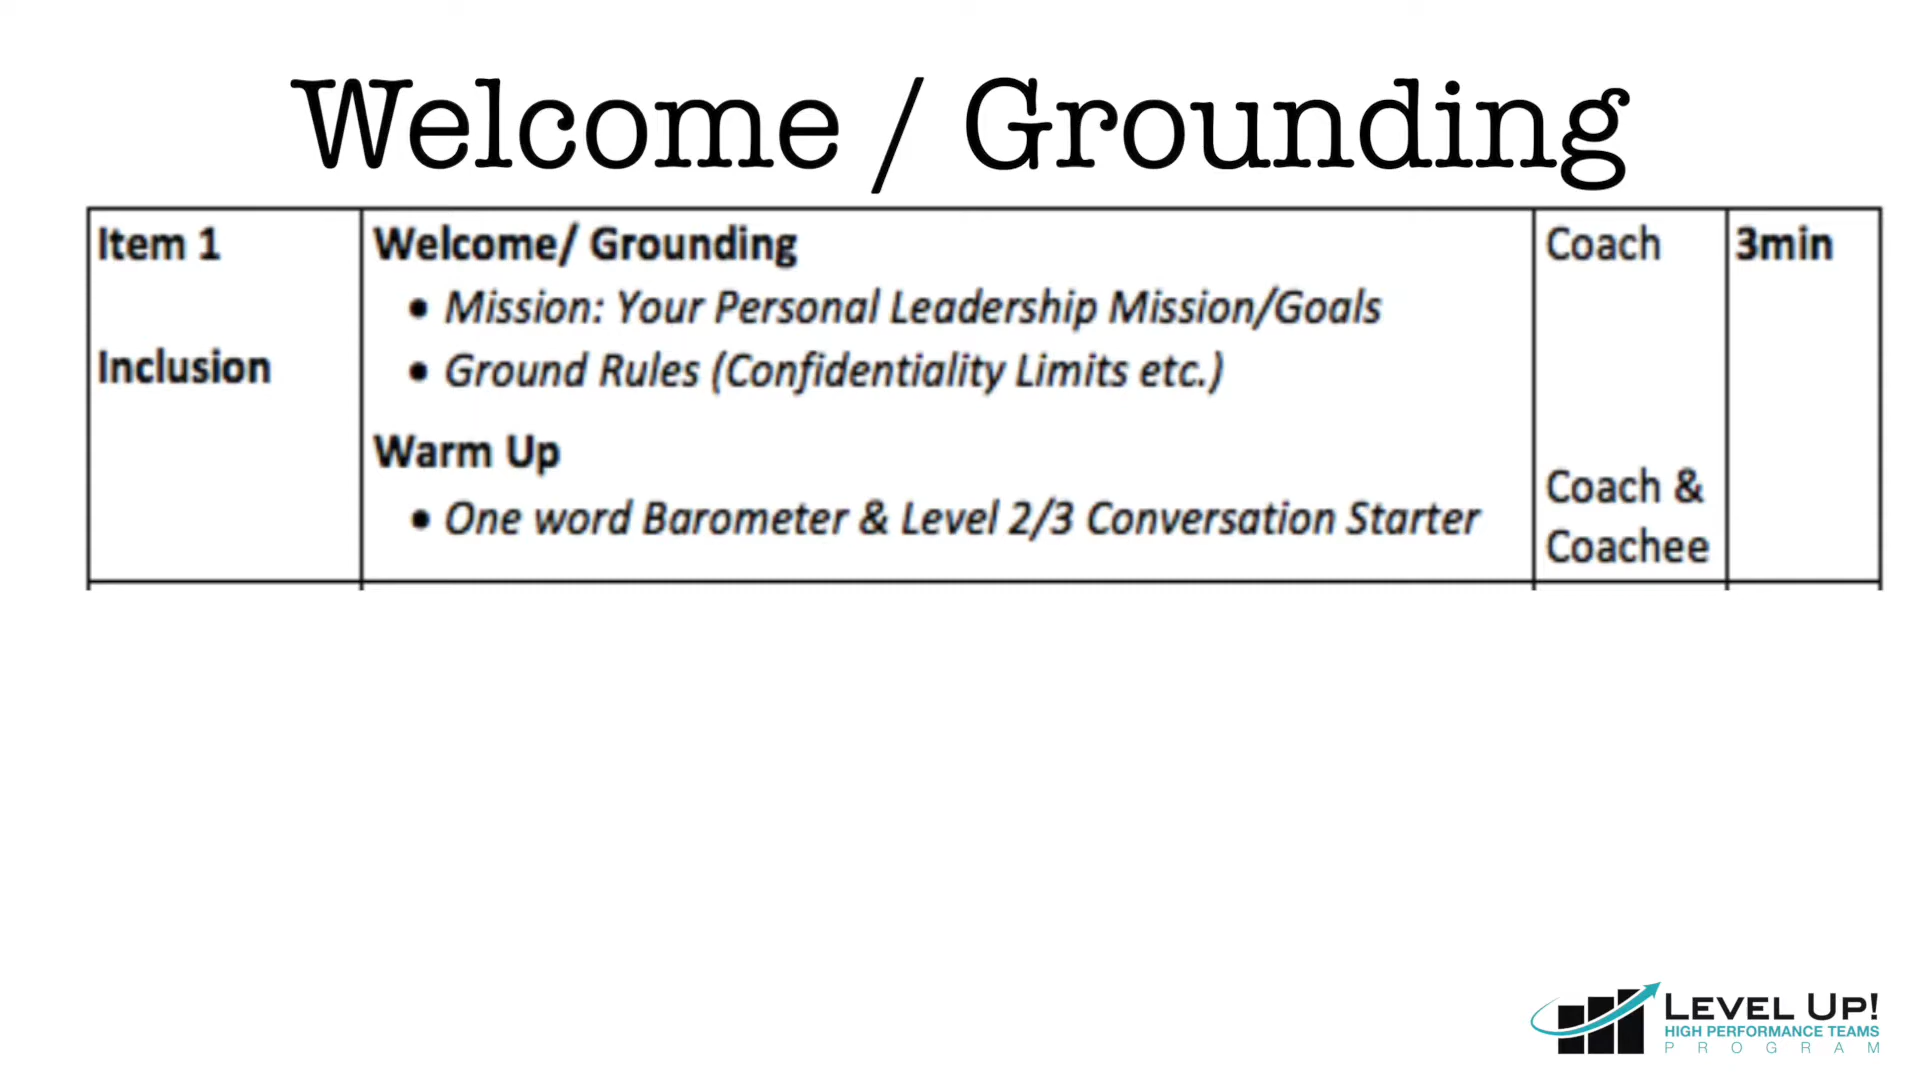 Welcome / Grounding
Item 1
Inclusion
Welcome/ Grounding
• Mission: Your Personal Leadership Mission/Goals
• Ground Rules (Confidentiality Limits etc.)
Warm Up
• One word Barometer & Level 2/3 Conversation Starter
Coach
Coach &
Coachee
3min
LEVEL UP!
HIGH PERFORMANCE TEAMS
PROGRAM